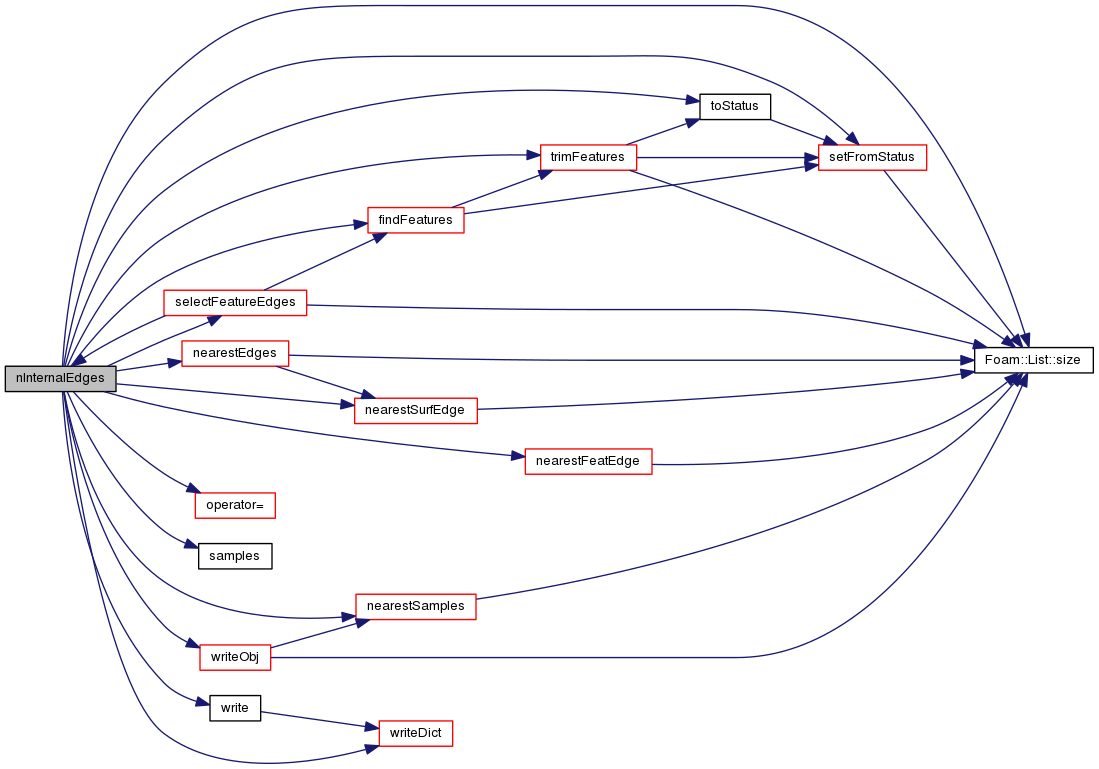 toStatus
trimFeatures
setFromStatus
findFeatures
selectFeatureEdges
nearestEdges
Foam::List::size
nInternalEdges
nearestSurfEdge
nearestFeatEdge
operator=
samples
nearestSamples
writeObj
write
writeDict